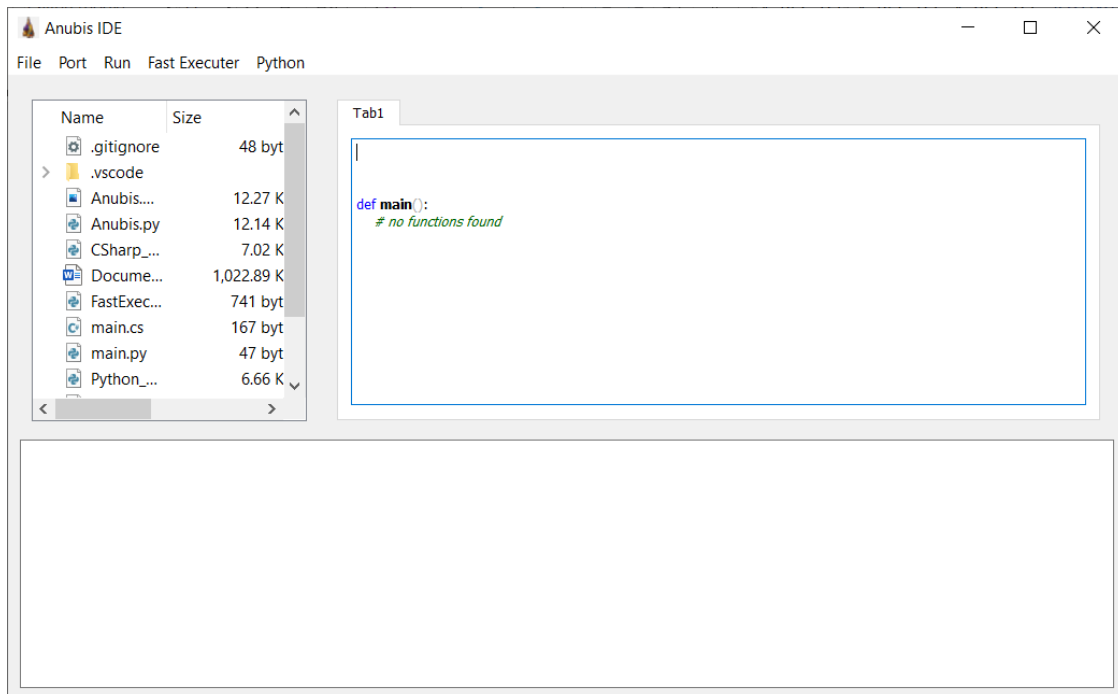 Anubis IDE
File Port Run Fast Executer Python
Name Size
.gitignore 48 byt
.vscode
Anubis.... 12.27 K
Anubis.py 12.14 K
CSharp_... 7.02 K
Docume... 1,022.89 K
FastExec... 741 byt
main.cs 167 byt
main.py 47 byt
Python_... 6.66 K
Tab1
def main():
# no functions found